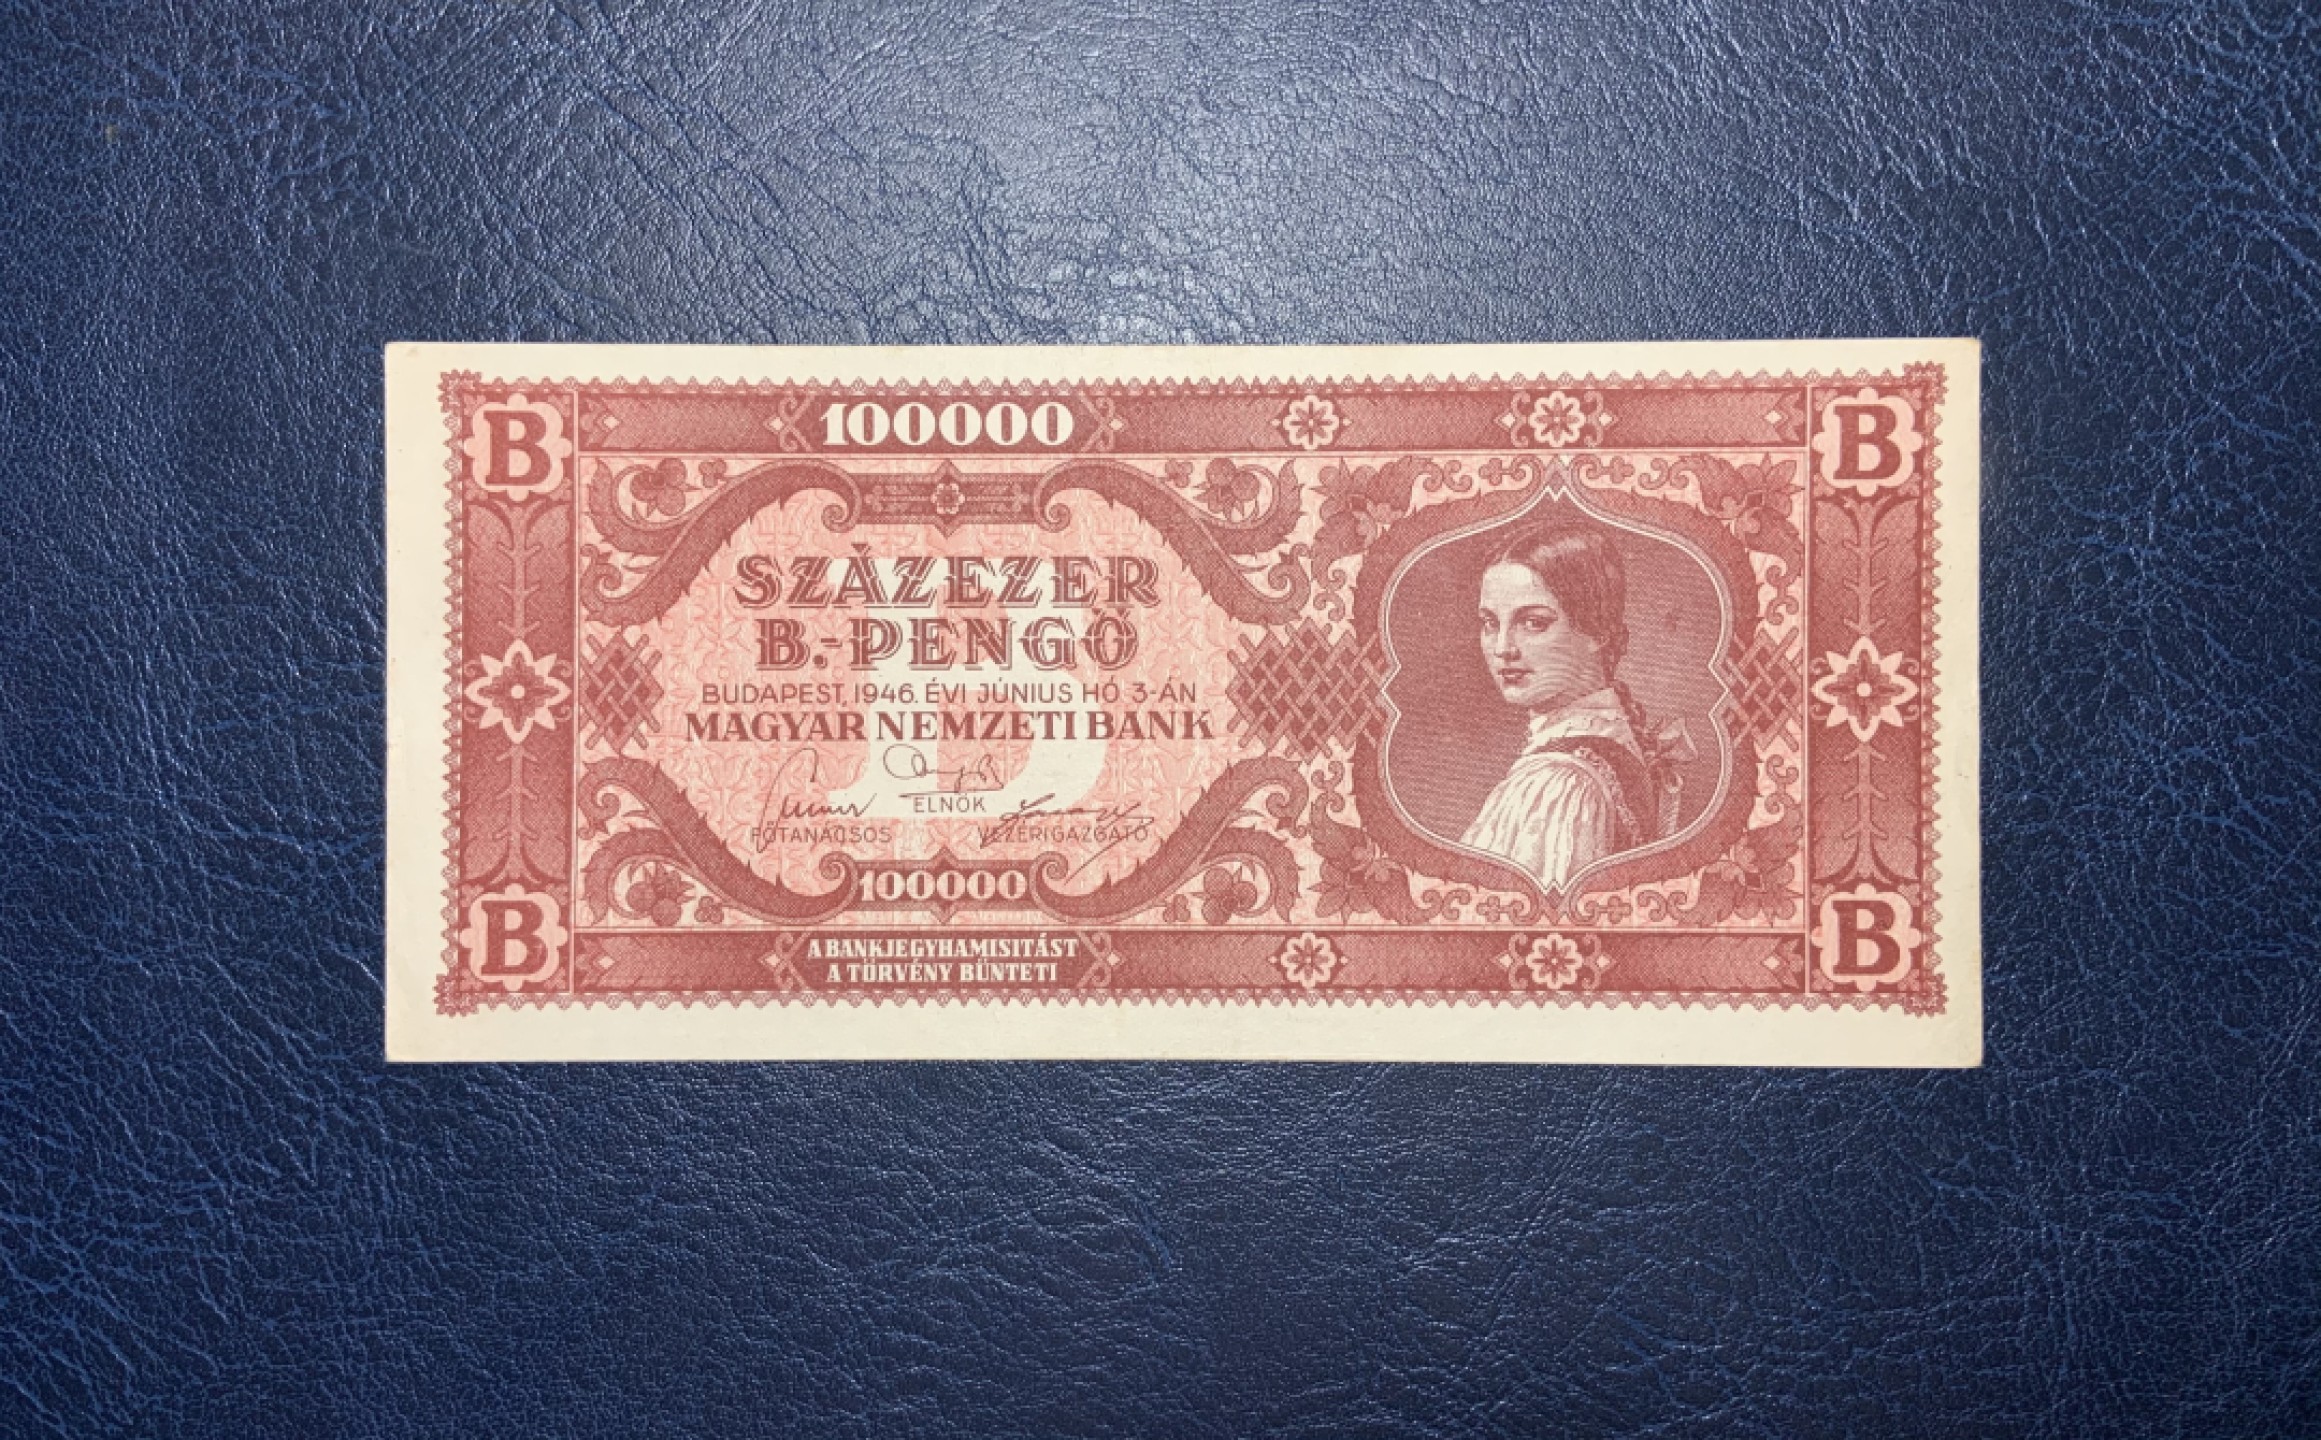 B
100000
B
SZÁZEZER
B.-PENGŐ
BUDAPEST, 1946. ÉVI JÚNIUS HÓ 3-ÁN
MAGYAR NEMZETI BANK
ELNÖK
FŐTANÁCSOS
VEZÉRIGAZGATÓ
100000
B
A BANKJEGYHAMISITÁST
A TÖRVÉNY BÜNTETI
B